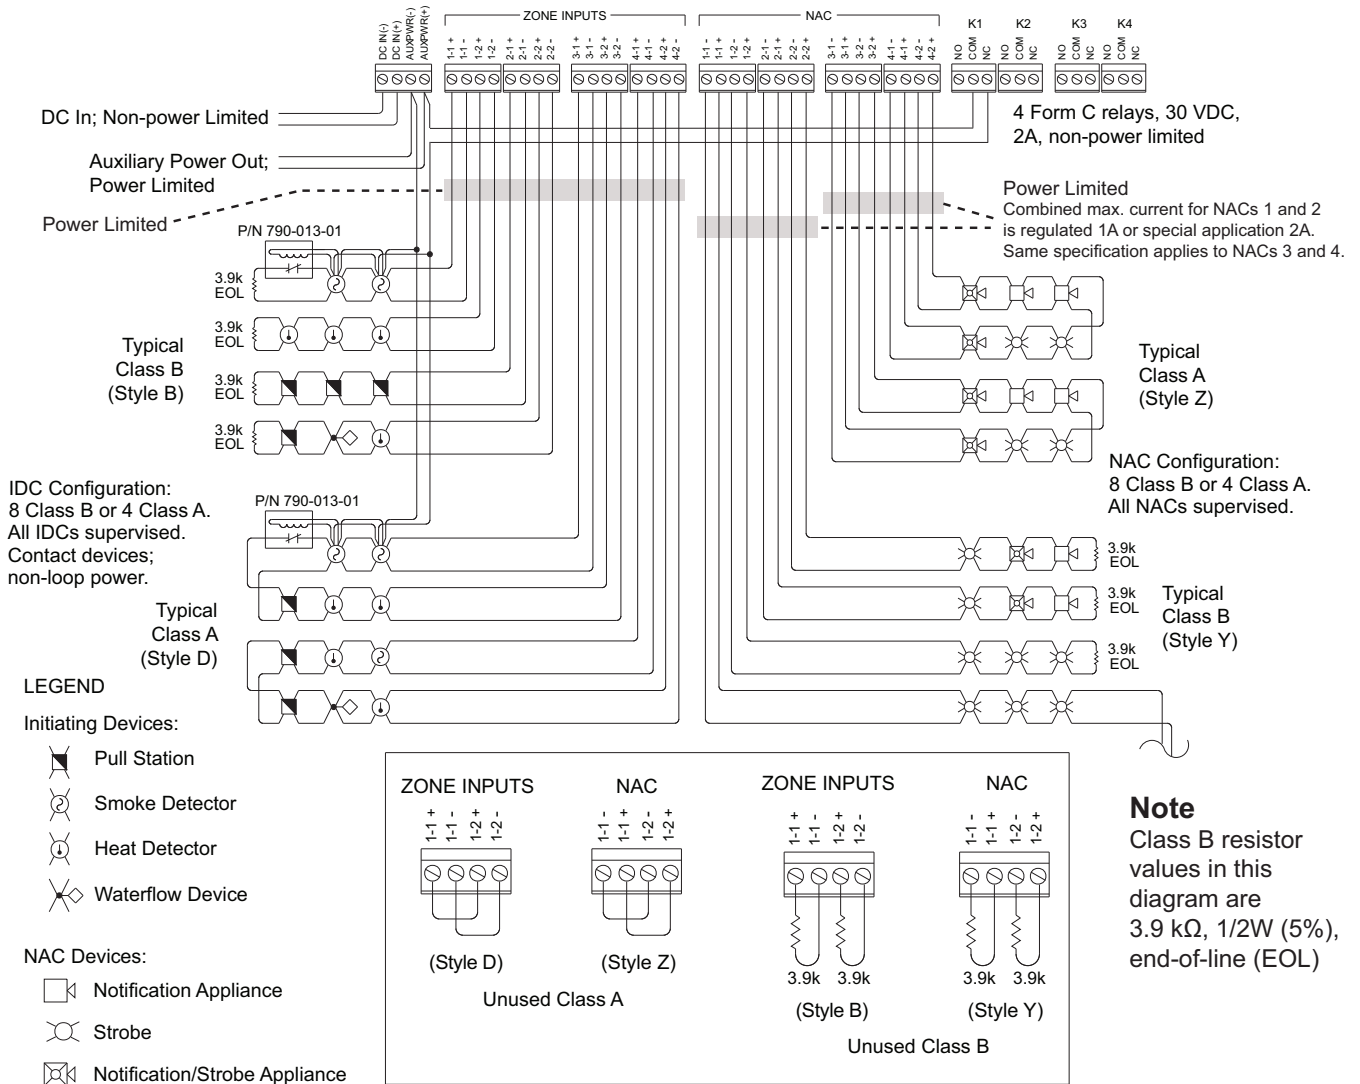 ZONE INPUTS
NAC
K1 K2 K3 K4
DC IN(-)
DC IN(+)
AUXPWR(-)
AUXPWR(+)
1-1 +
1-1 -
1-2 +
1-2 -
2-1 +
2-1 -
2-2 +
2-2 -
3-1 +
3-1 -
3-2 +
3-2 -
4-1 +
4-1 -
4-2 +
4-2 -
1-1 -
1-1 +
1-2 -
1-2 +
2-1 -
2-1 +
2-2 -
2-2 +
3-1 -
3-1 +
3-2 -
3-2 +
4-1 -
4-1 +
4-2 -
4-2 +
NO
COM
NC
NO
COM
NC
NO
COM
NC
NO
COM
NC
DC In; Non-power Limited
4 Form C relays, 30 VDC,
2A, non-power limited
Auxiliary Power Out;
Power Limited
Power Limited
Power Limited
Combined max. current for NACs 1 and 2
is regulated 1A or special application 2A.
Same specification applies to NACs 3 and 4.
P/N 790-013-01
3.9k
EOL
3.9k
EOL
3.9k
EOL
3.9k
EOL
Typical
Class B
(Style B)
Typical
Class A
(Style Z)
NAC Configuration:
8 Class B or 4 Class A.
All NACs supervised.
IDC Configuration:
8 Class B or 4 Class A.
All IDCs supervised.
Contact devices;
non-loop power.
P/N 790-013-01
Typical
Class A
(Style D)
3.9k
EOL
3.9k
EOL
3.9k
EOL
Typical
Class B
(Style Y)
LEGEND
Initiating Devices:
Pull Station
Smoke Detector
Heat Detector
Waterflow Device
NAC Devices:
Notification Appliance
Strobe
Notification/Strobe Appliance
ZONE INPUTS
1-1 +
1-1 -
1-2 +
1-2 -
(Style D)
NAC
1-1 -
1-1 +
1-2 -
1-2 +
(Style Z)
Unused Class A
ZONE INPUTS
1-1 +
1-1 -
1-2 +
1-2 -
3.9k 3.9k
(Style B)
NAC
1-1 -
1-1 +
1-2 -
1-2 +
3.9k 3.9k
(Style Y)
Unused Class B
Note
Class B resistor
values in this
diagram are
3.9 kΩ, 1/2W (5%),
end-of-line (EOL)